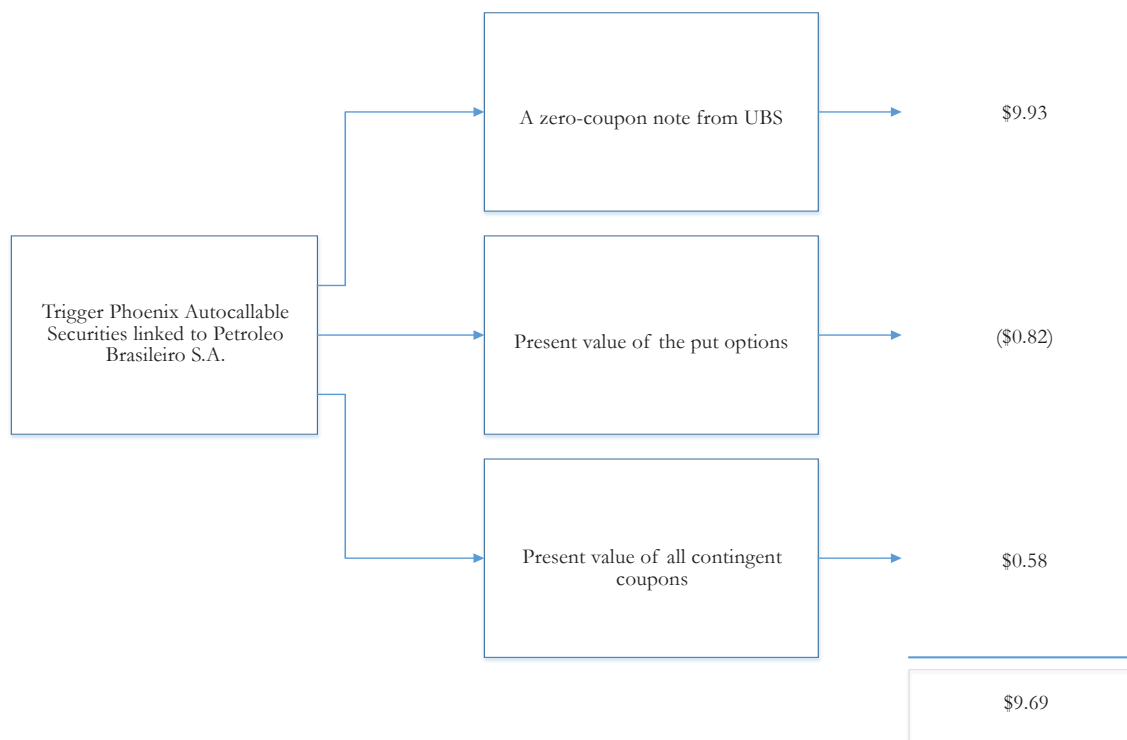 A zero-coupon note from UBS
$9.93
Trigger Phoenix Autocallable
Securities linked to Petroleo
Brasileiro S.A.
Present value of the put options
($0.82)
Present value of all contingent
coupons
$0.58
$9.69